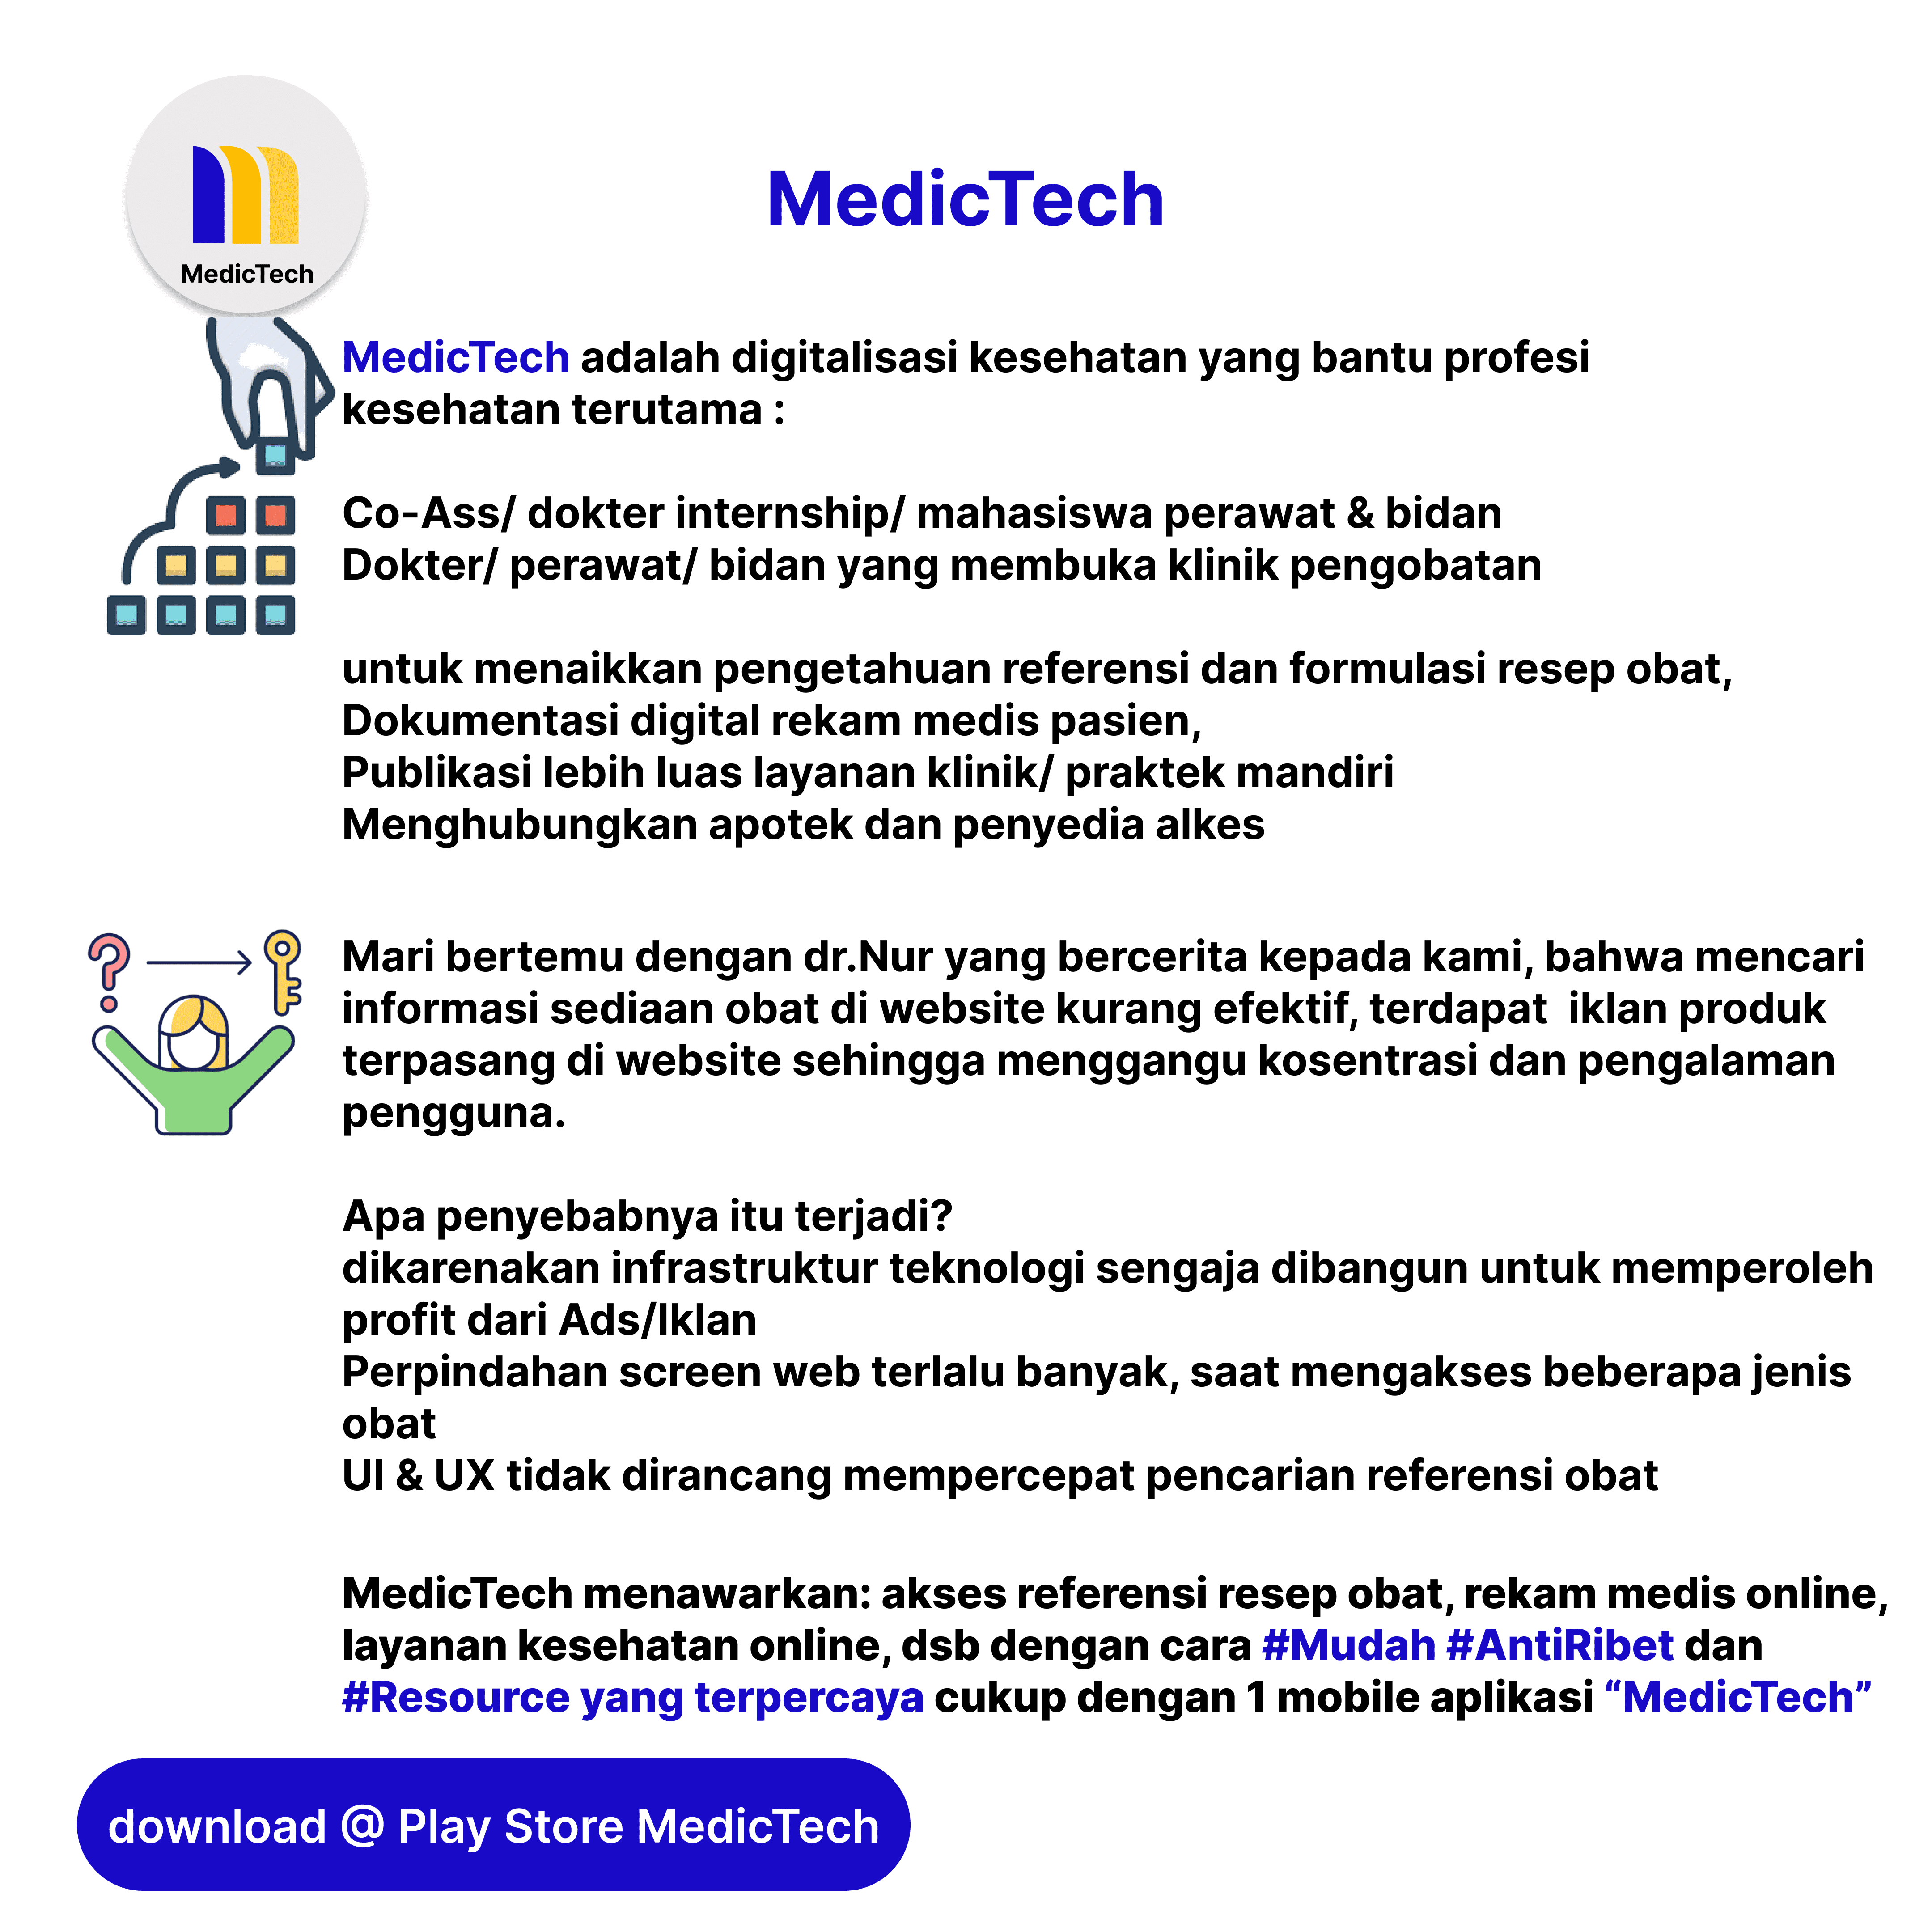 MedicTech
MedicTech
MedicTech adalah digitalisasi kesehatan yang bantu profesi
kesehatan terutama :
Co-Ass/ dokter internship/ mahasiswa perawat & bidan
Dokter/ perawat/ bidan yang membuka klinik pengobatan
untuk menaikkan pengetahuan referensi dan formulasi resep obat,
Dokumentasi digital rekam medis pasien,
Publikasi lebih luas layanan klinik/ praktek mandiri
Menghubungkan apotek dan penyedia alkes
Mari bertemu dengan dr.Nur yang bercerita kepada kami, bahwa mencari
informasi sediaan obat di website kurang efektif, terdapat  iklan produk
terpasang di website sehingga menggangu kosentrasi dan pengalaman
pengguna.
Apa penyebabnya itu terjadi?
dikarenakan infrastruktur teknologi sengaja dibangun untuk memperoleh
profit dari Ads/Iklan
Perpindahan screen web terlalu banyak, saat mengakses beberapa jenis
obat
UI & UX tidak dirancang mempercepat pencarian referensi obat
MedicTech menawarkan: akses referensi resep obat, rekam medis online,
layanan kesehatan online, dsb dengan cara #Mudah #AntiRibet dan
#Resource yang terpercaya cukup dengan 1 mobile aplikasi “MedicTech”
download @ Play Store MedicTech